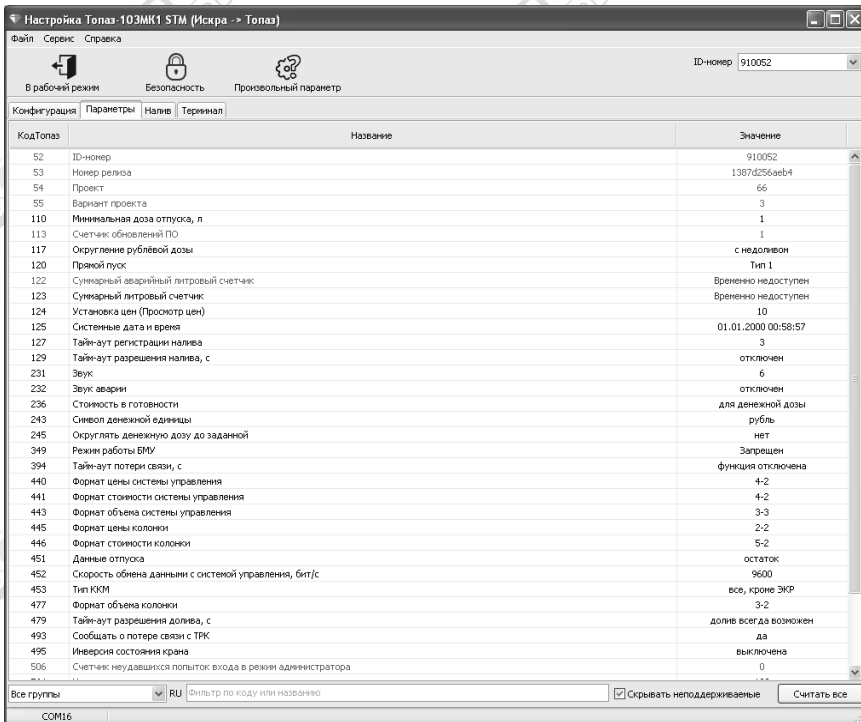 Настройка Топаз-103МК1 STM (Искра -> Топаз)
Файл Сервис Справка
В рабочий режим Безопасность Произвольный параметр ID-номер 910052
Конфигурация Параметры Налив Терминал
КодТопаз Название Значение
52 ID-номер 910052
53 Номер релиза 1387d256aeb4
54 Проект 66
55 Вариант проекта 3
110 Минимальная доза отпуска, л 1
113 Счетчик обновлений ПО 1
117 Округление рублёвой дозы с недоливом
120 Прямой пуск Тип 1
122 Суммарный аварийный литровый счетчик Временно недоступен
123 Суммарный литровый счетчик Временно недоступен
124 Установка цен (Просмотр цен) 10
125 Системные дата и время 01.01.2000 00:58:57
127 Тайм-аут регистрации налива 3
129 Тайм-аут разрешения налива, с отключен
231 Звук 6
232 Звук аварии отключен
236 Стоимость в готовности для денежной дозы
243 Символ денежной единицы рубль
245 Округлять денежную дозу до заданной нет
349 Режим работы БМУ Запрещен
394 Тайм-аут потери связи, с функция отключена
440 Формат цены системы управления 4-2
441 Формат стоимости системы управления 4-2
443 Формат объема системы управления 3-3
445 Формат цены колонки 2-2
446 Формат стоимости колонки 5-2
451 Данные отпуска остаток
452 Скорость обмена данными с системой управления, бит/с 9600
453 Тип ККМ все, кроме ЭКР
477 Формат объема колонки 3-2
479 Тайм-аут разрешения долива, с долив всегда возможен
493 Сообщать о потере связи с ТРК да
495 Инверсия состояния крана выключена
506 Счетчик неудавшихся попыток входа в режим администратора 0
Все группы RU Фильтр по коду или названию Скрывать неподдерживаемые Считать все
COM16